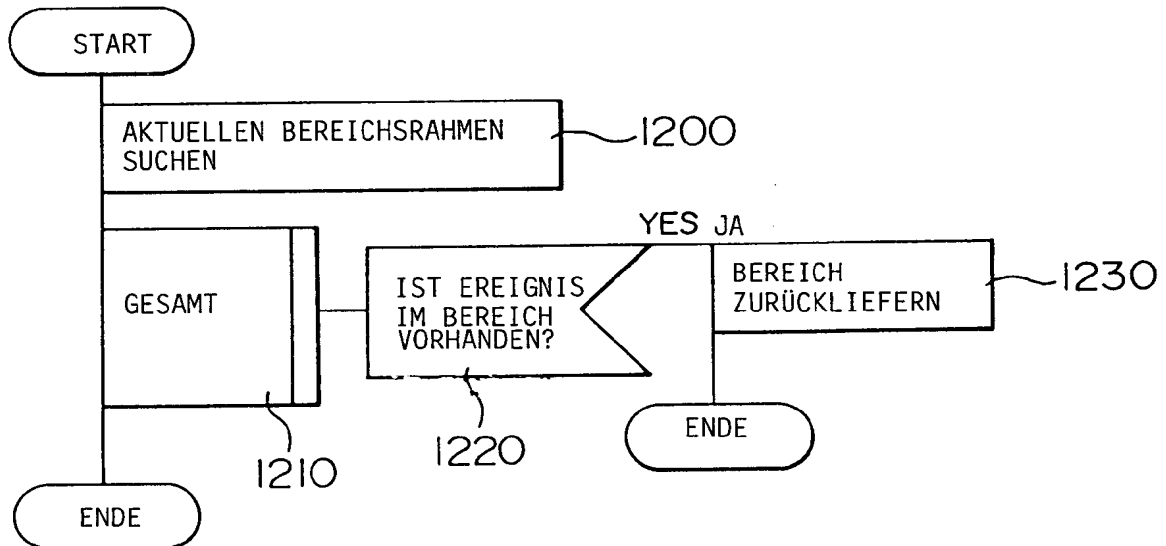 START
AKTUELLEN BEREICHSRAHMEN
SUCHEN
1200
GESAMT
1210
IST EREIGNIS
IM BEREICH
VORHANDEN?
1220
YES JA
BEREICH
ZURÜCKLIEFERN
1230
ENDE
ENDE